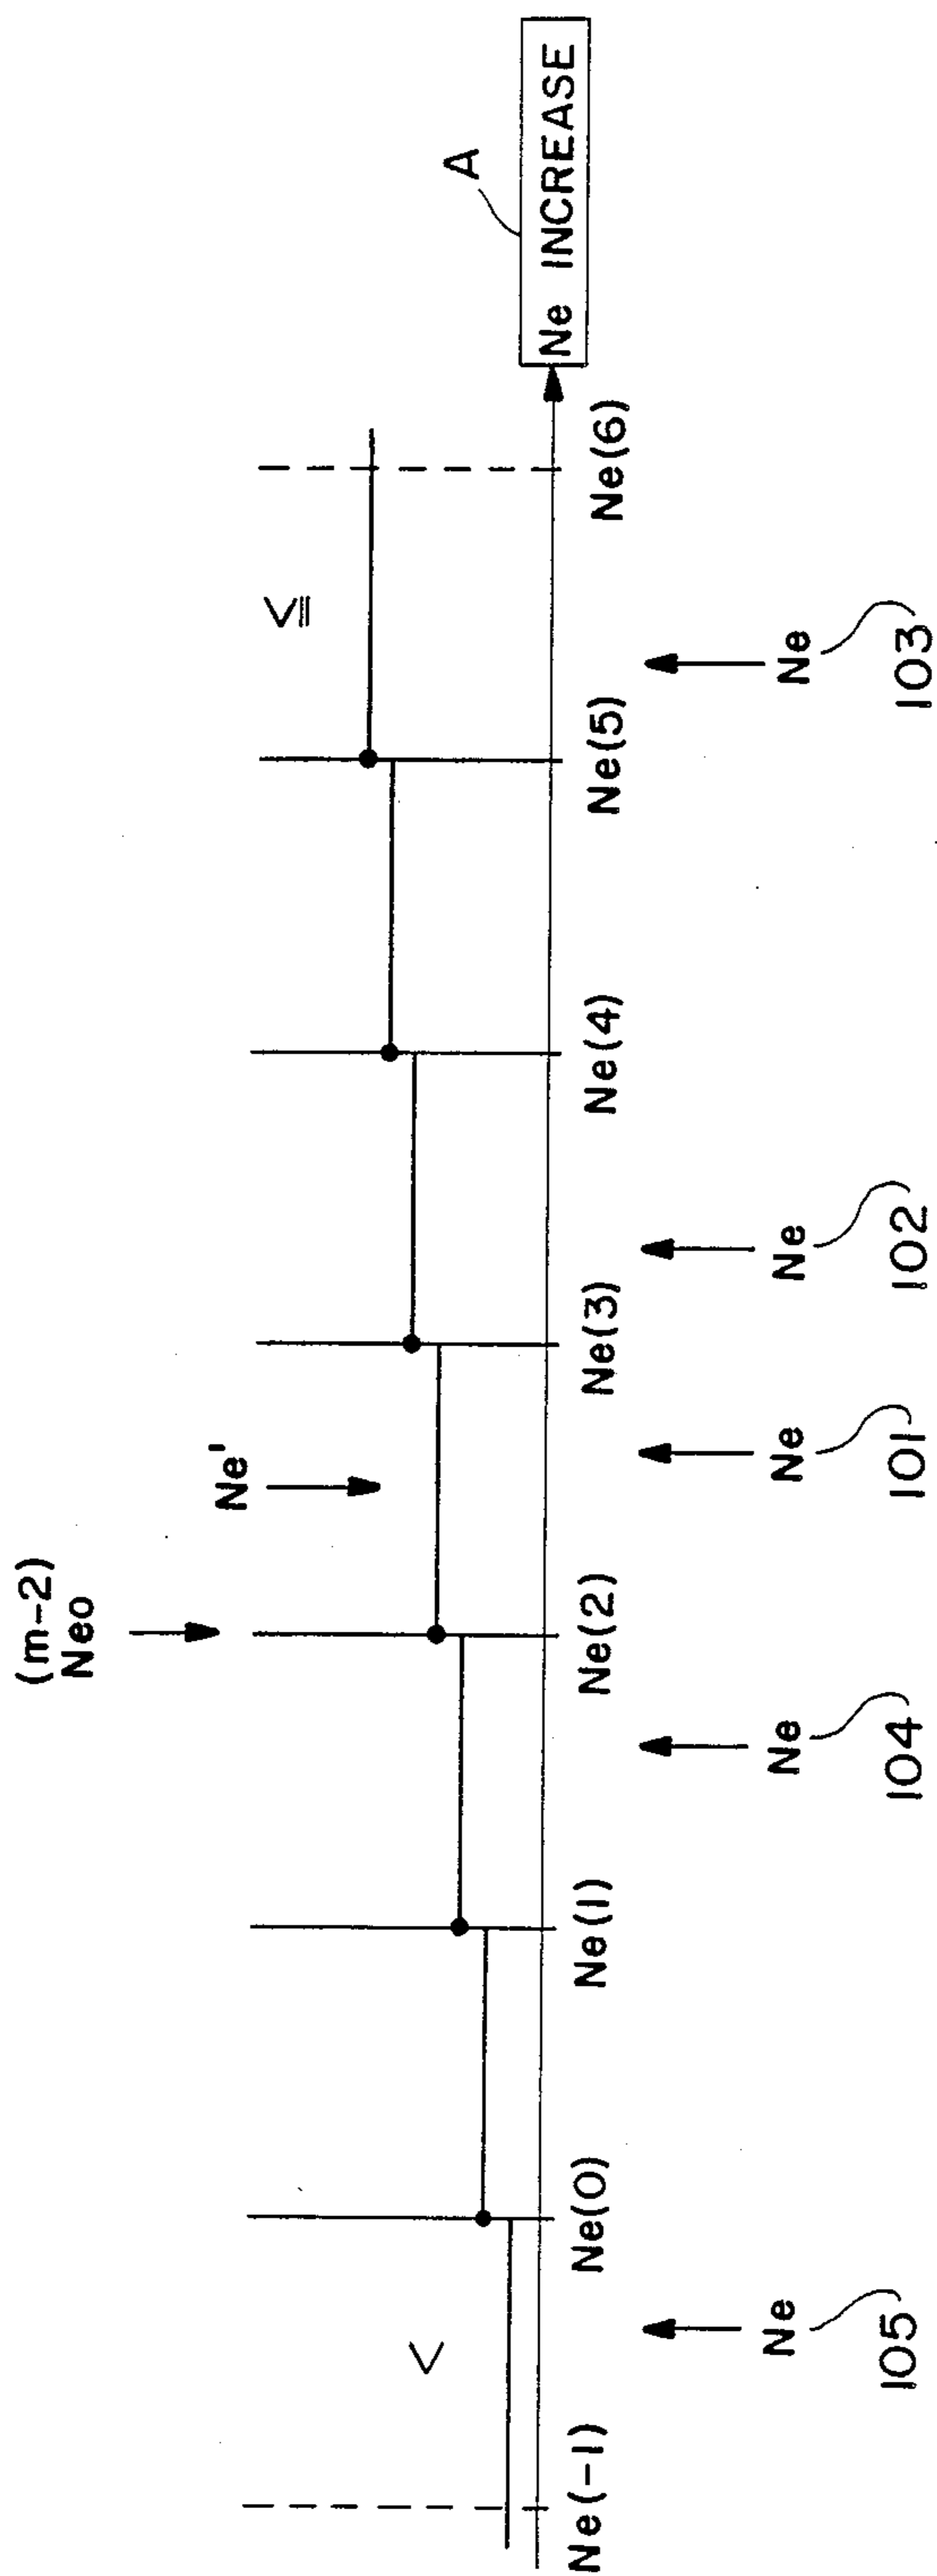 (m-2)
Neo
Ne'
<
≦
A
Ne INCREASE
Ne(-1)
Ne(0)
Ne(1)
Ne(2)
Ne(3)
Ne(4)
Ne(5)
Ne(6)
Ne
105
Ne
104
Ne
101
Ne
102
Ne
103